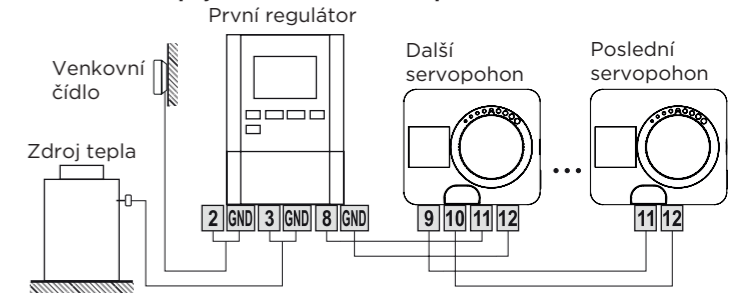 První regulátor
Venkovní
čídlo
Další
servopohon
Poslední
servopohon
Zdroj tepla
...
2 GND 3 GND 8 GND
9 10 11 12
11 12